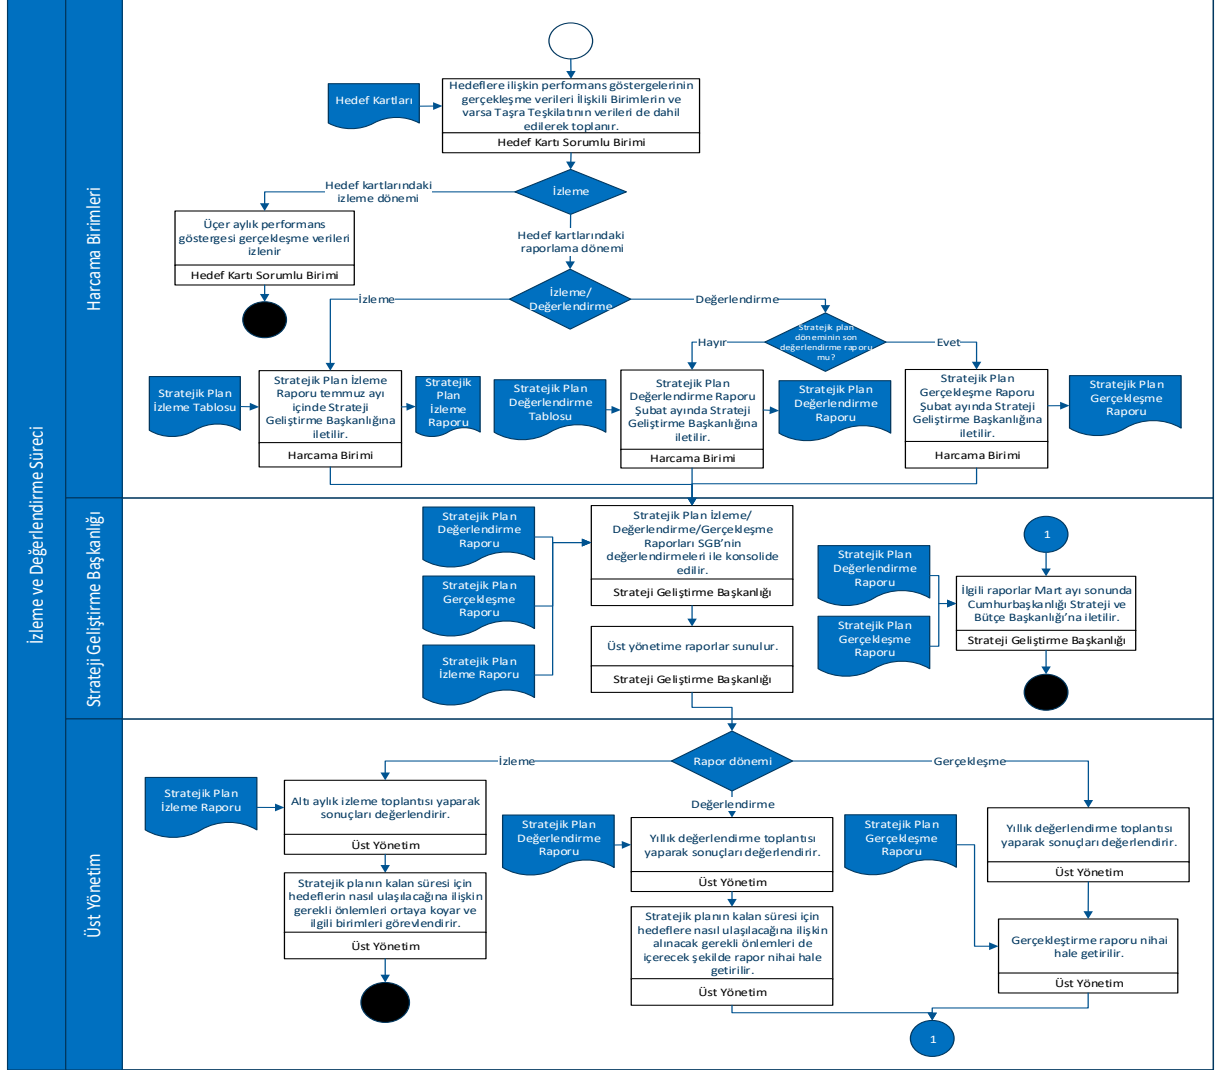 İzleme ve Değerlendirme Süreci
Harcama Birimleri
Hedef Kartları
Hedeflere ilişkin performans göstergelerinin
gerçekleşme verileri İlişkili Birimlerin ve
varsa Taşra Teşkilatının verileri de dahil
edilerek toplanır.
Hedef Kartı Sorumlu Birimi
İzleme
Hedef kartlarındaki
izleme dönemi
Üçer aylık performans
göstergesi gerçekleşme verileri
izlenir
Hedef Kartı Sorumlu Birimi
Hedef kartlarındaki
raporlama dönemi
İzleme/
Değerlendirme
İzleme
Değerlendirme
Stratejik plan
döneminin son
değerlendirme raporu
mu?
Hayır
Evet
Stratejik Plan
İzleme Tablosu
Stratejik Plan İzleme
Raporu temmuz ayı
içinde Strateji
Geliştirme Başkanlığına
iletilir.
Harcama Birimi
Stratejik
Plan
İzleme
Raporu
Stratejik Plan
Değerlendirme
Tablosu
Stratejik Plan
Değerlendirme Raporu
Şubat ayında Strateji
Geliştirme Başkanlığına
iletilir.
Harcama Birimi
Stratejik Plan
Değerlendirme
Raporu
Stratejik Plan
Gerçekleşme Raporu
Şubat ayında Strateji
Geliştirme Başkanlığına
iletilir.
Harcama Birimi
Stratejik Plan
Gerçekleşme
Raporu
Strateji Geliştirme Başkanlığı
Stratejik Plan
Değerlendirme
Raporu
Stratejik Plan
Gerçekleşme
Raporu
Stratejik Plan
İzleme Raporu
Stratejik Plan İzleme/
Değerlendirme/Gerçekleşme
Raporları SGB’nin
değerlendirmeleri ile konsolide
edilir.
Strateji Geliştirme Başkanlığı
Üst yönetime raporlar sunulur.
Strateji Geliştirme Başkanlığı
1
Stratejik Plan
Değerlendirme
Raporu
Stratejik Plan
Gerçekleşme
Raporu
İlgili raporlar Mart ayı sonunda
Cumhurbaşkanlığı Strateji ve
Bütçe Başkanlığı’na iletilir.
Strateji Geliştirme Başkanlığı
Üst Yönetim
Rapor dönemi
İzleme
Değerlendirme
Gerçekleşme
Stratejik Plan
İzleme Raporu
Altı aylık izleme toplantısı yaparak
sonuçları değerlendirir.
Üst Yönetim
Stratejik planın kalan süresi için
hedeflerin nasıl ulaşılacağına ilişkin
gerekli önlemleri ortaya koyar ve
ilgili birimleri görevlendirir.
Üst Yönetim
Stratejik Plan
Değerlendirme
Raporu
Yıllık değerlendirme toplantısı
yaparak sonuçları değerlendirir.
Üst Yönetim
Stratejik planın kalan süresi için
hedeflere nasıl ulaşılacağına ilişkin
alınacak gerekli önlemleri de
içerecek şekilde rapor nihai hale
getirilir.
Üst Yönetim
Stratejik Plan
Gerçekleşme
Raporu
Yıllık değerlendirme toplantısı
yaparak sonuçları değerlendirir.
Üst Yönetim
Gerçekleştirme raporu nihai
hale getirilir.
Üst Yönetim
1